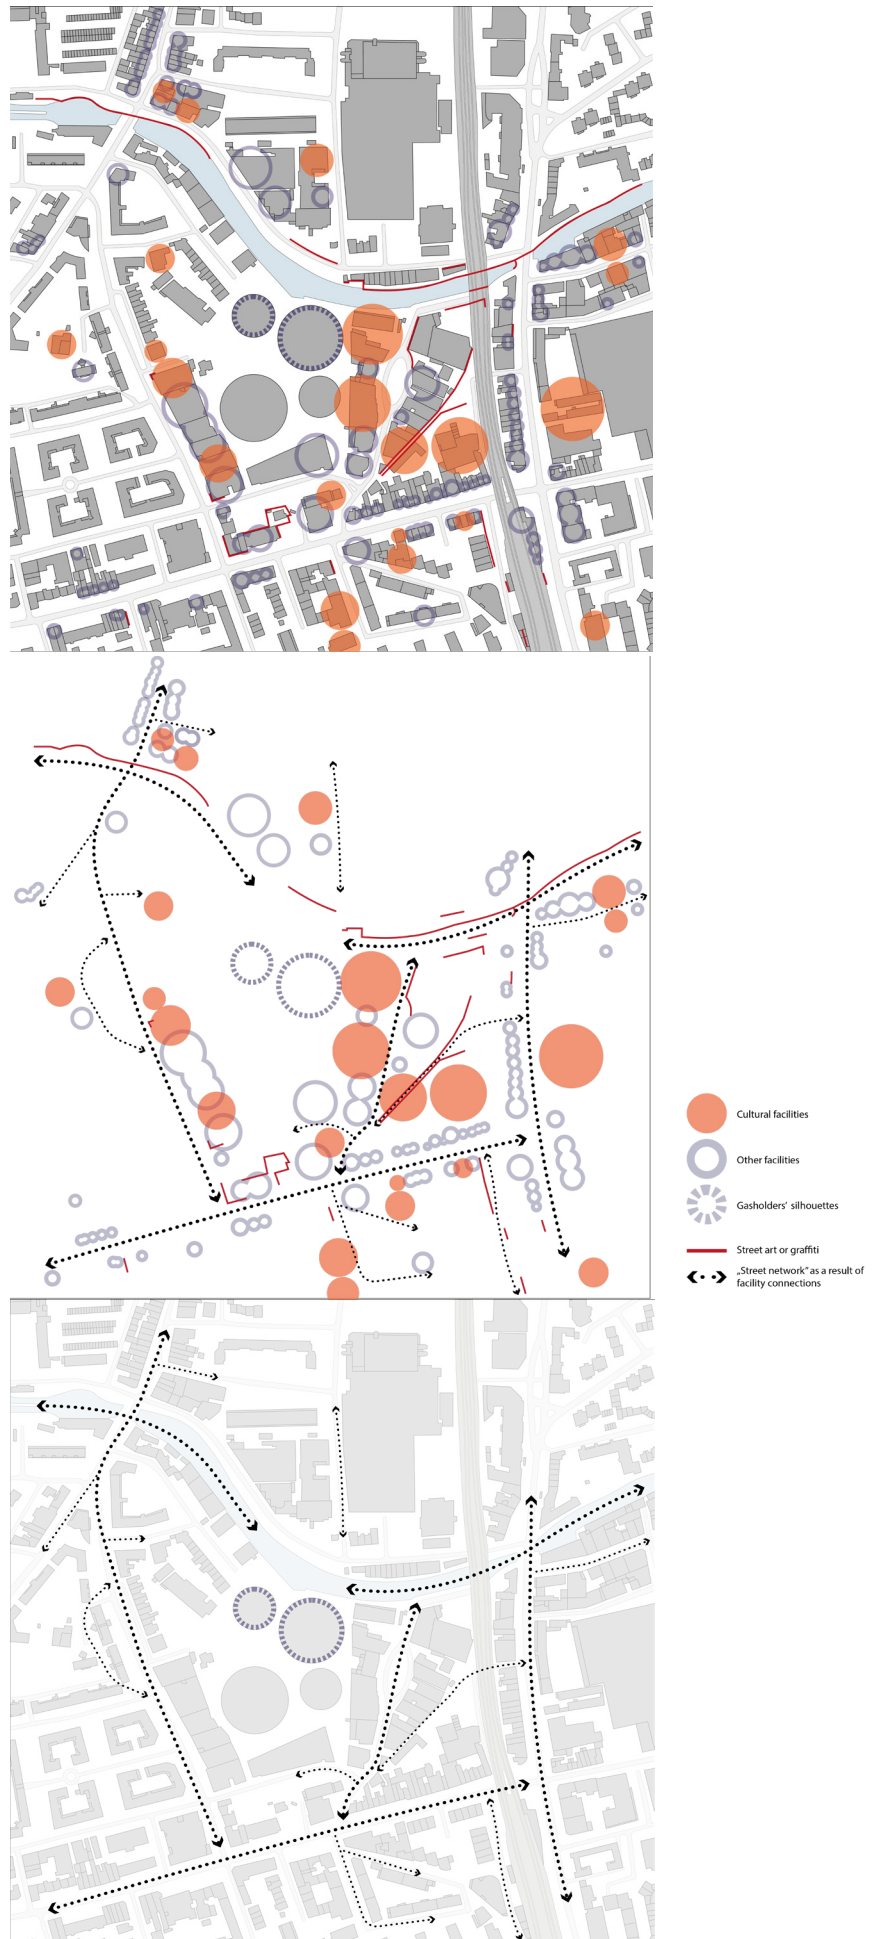 Cultural facilities
Other facilities
Gasholders’ silhouettes
Street art or graffiti
„Street network“ as a result of
facility connections